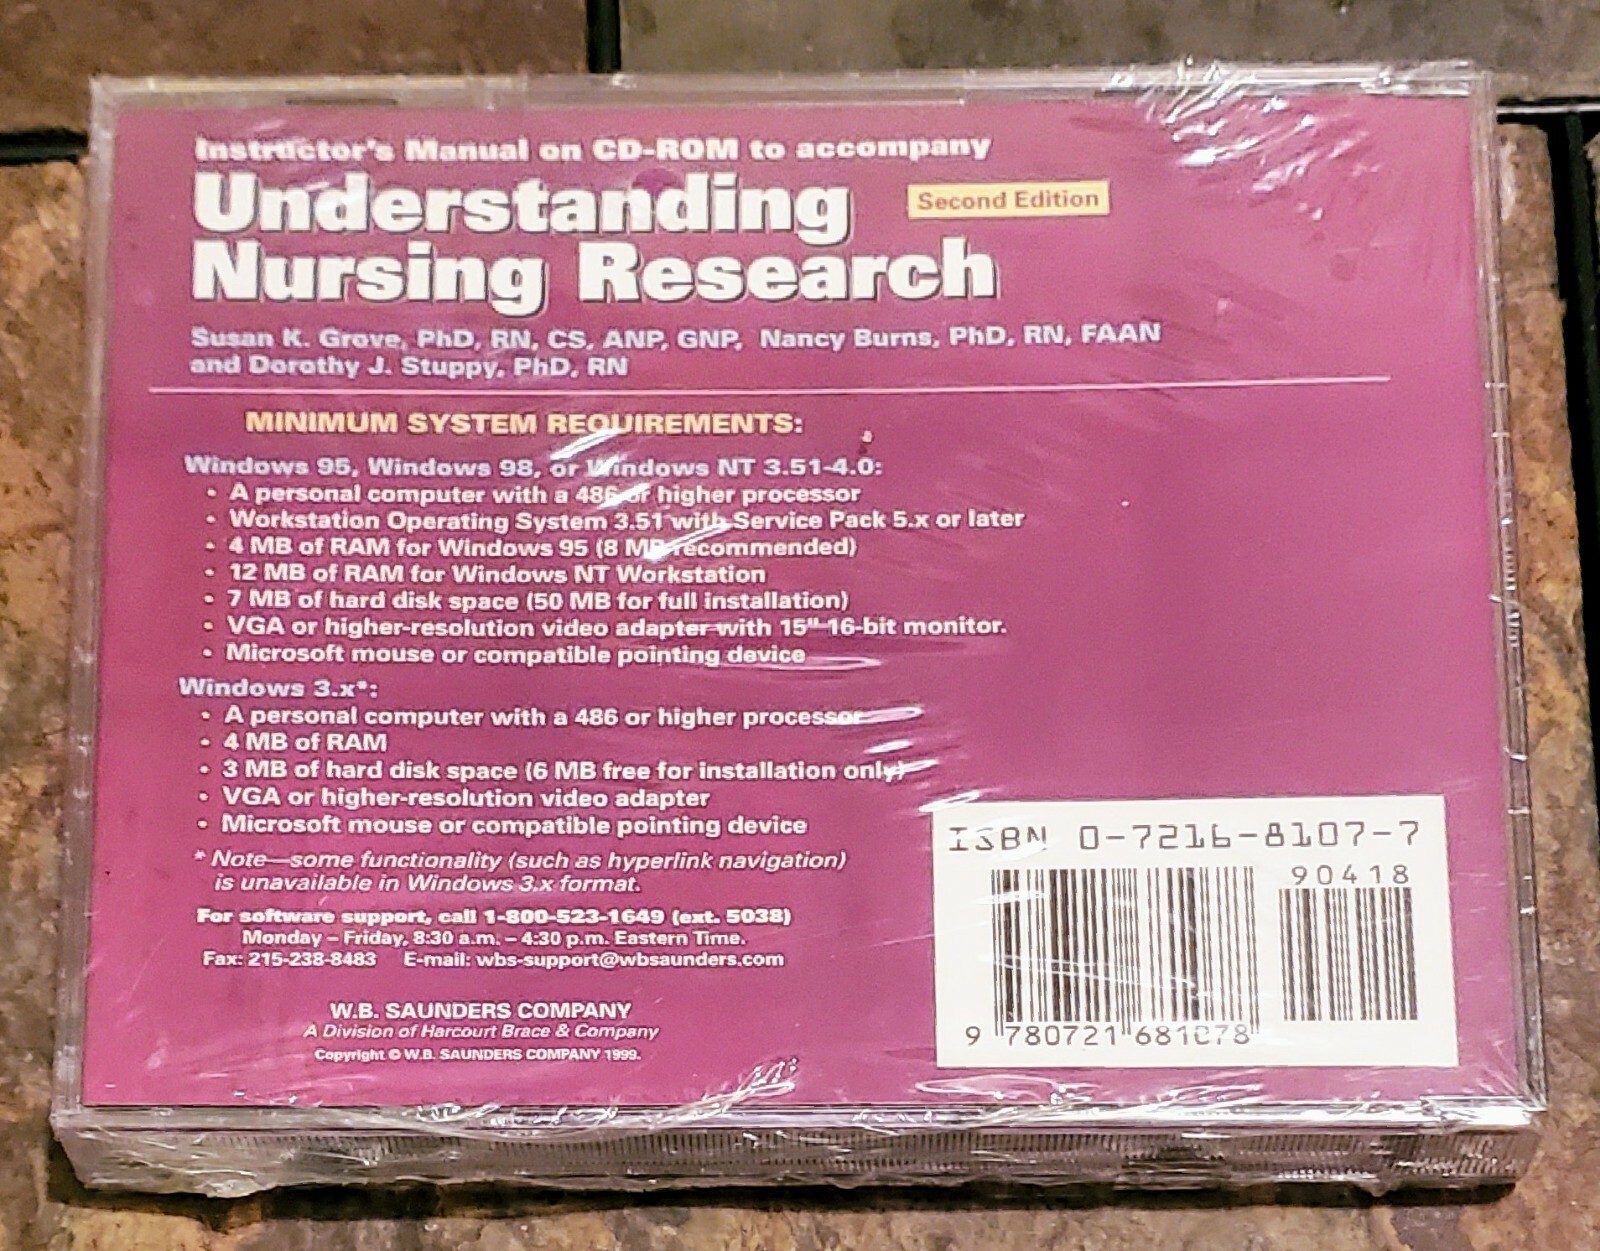 Instructor's Manual on CD-ROM to accompany
Understanding
Second Edition
Nursing Research
Susan K. Grove, PhD, RN, CS, ANP, GNP, Nancy Burns, PhD, RN, FAAN
and Dorothy J. Stuppy, PhD, RN
MINIMUM SYSTEM REQUIREMENTS:
Windows 95, Windows 98, or Windows NT 3.51-4.0:
• A personal computer with a 486 or higher processor
• Workstation Operating System 3.51 with Service Pack 5.x or later
• 4 MB of RAM for Windows 95 (8 MB recommended)
• 12 MB of RAM for Windows NT Workstation
• 7 MB of hard disk space (50 MB for full installation)
• VGA or higher-resolution video adapter with 15" 16-bit monitor.
• Microsoft mouse or compatible pointing device
Windows 3.x*:
• A personal computer with a 486 or higher processor
• 4 MB of RAM
• 3 MB of hard disk space (6 MB free for installation only)
• VGA or higher-resolution video adapter
• Microsoft mouse or compatible pointing device
* Note—some functionality (such as hyperlink navigation)
is unavailable in Windows 3.x format.
For software support, call 1-800-523-1649 (ext. 5038)
Monday – Friday, 8:30 a.m. – 4:30 p.m. Eastern Time.
Fax: 215-238-8483 E-mail: wbs-support@wbsaunders.com
W.B. SAUNDERS COMPANY
A Division of Harcourt Brace & Company
Copyright © W.B. SAUNDERS COMPANY 1999.
ISBN 0-7216-8107-7
90418
9 780721 681078